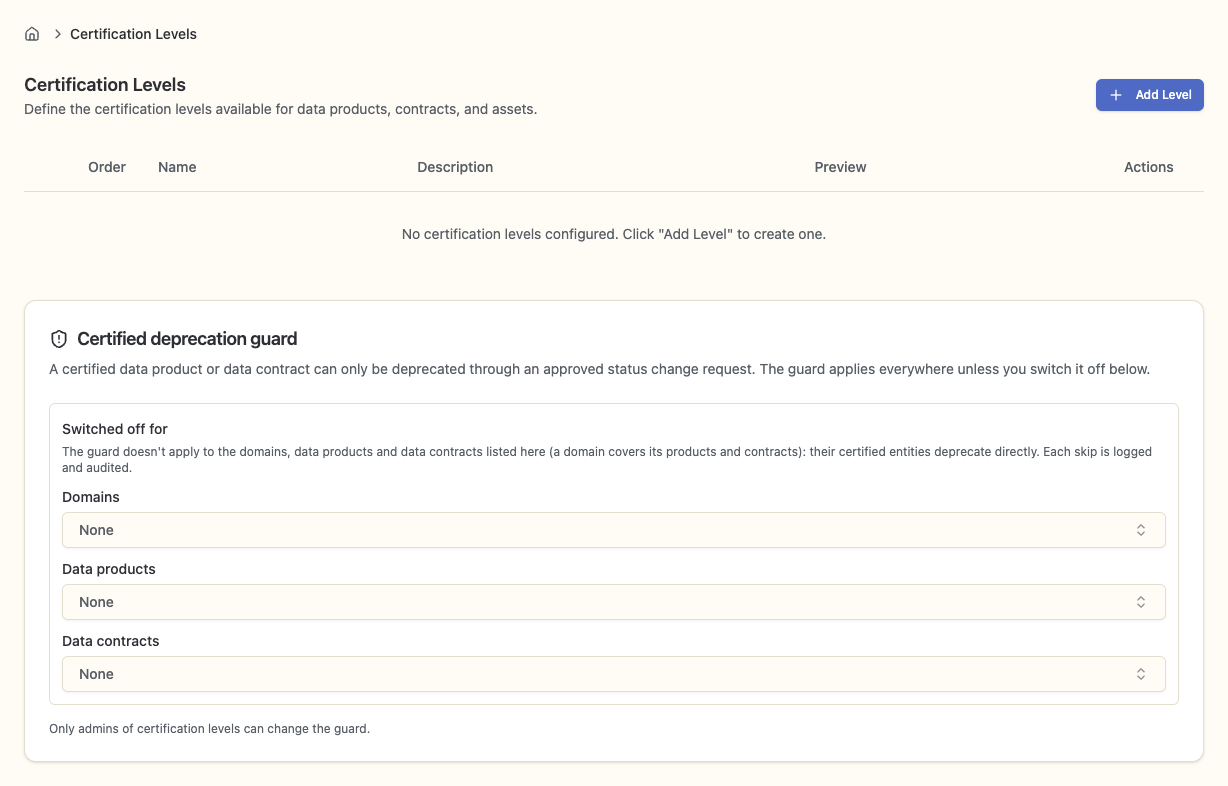 Certification Levels
Certification Levels
Define the certification levels available for data products, contracts, and assets.
Add Level
Order Name Description Preview Actions
No certification levels configured. Click "Add Level" to create one.
Certified deprecation guard
A certified data product or data contract can only be deprecated through an approved status change request. The guard applies everywhere unless you switch it off below.
Switched off for
The guard doesn't apply to the domains, data products and data contracts listed here (a domain covers its products and contracts): their certified entities deprecate directly. Each skip is logged
and audited.
Domains
None
Data products
None
Data contracts
None
Only admins of certification levels can change the guard.